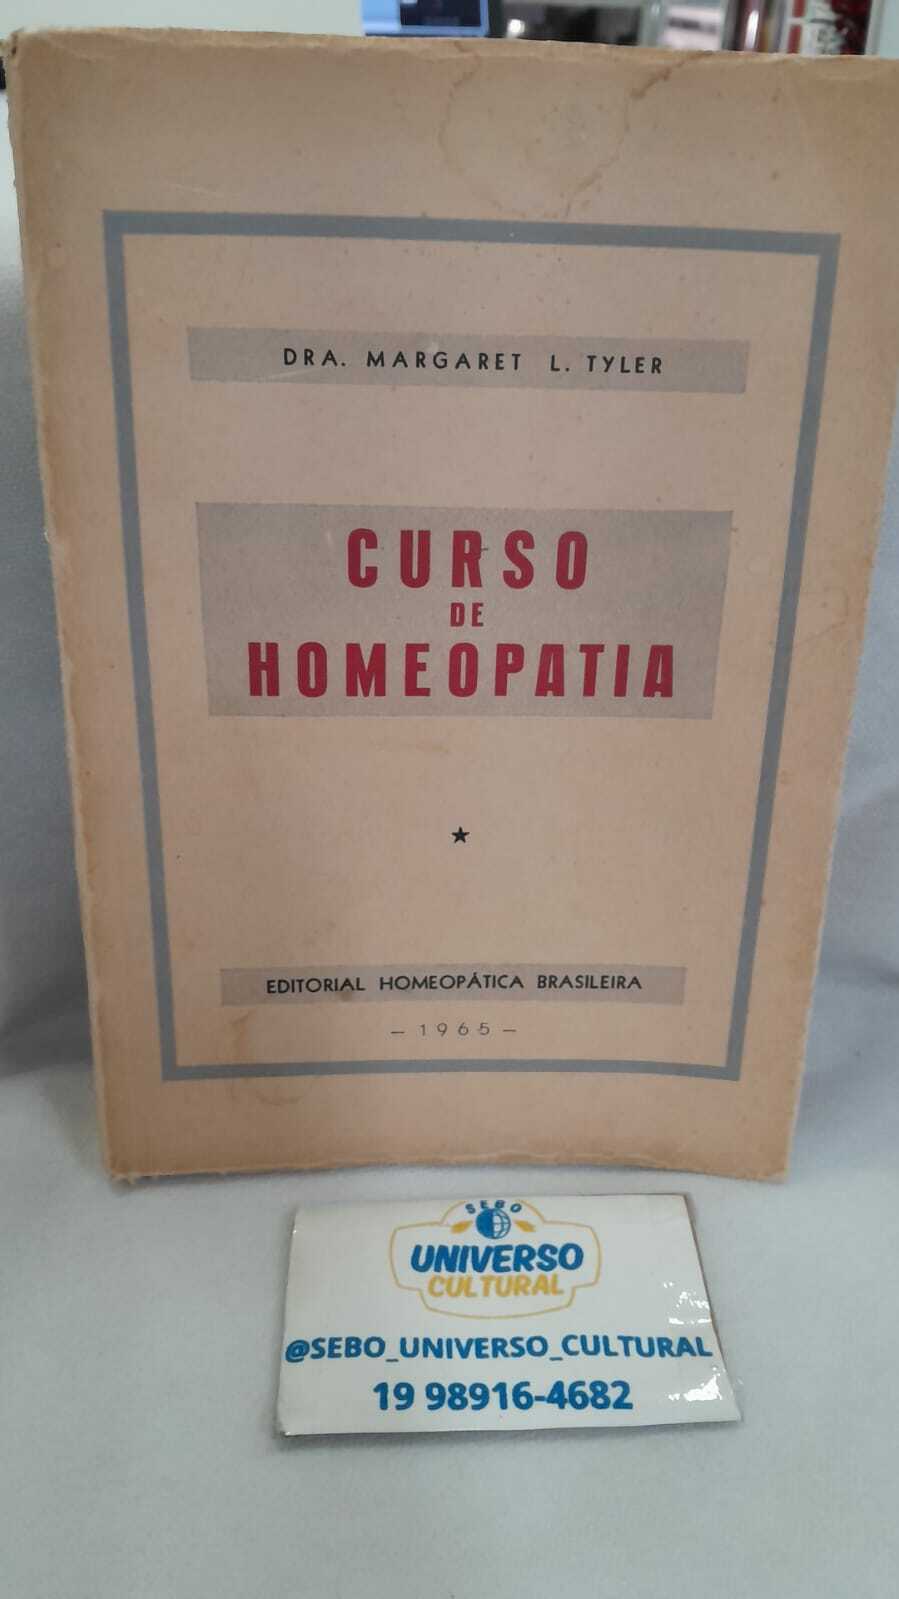 DRA. MARGARET L. TYLER
CURSO
DE
HOMEOPATIA
★
EDITORIAL HOMEOPÁTICA BRASILEIRA
— 1965 —
SEBO
UNIVERSO
CULTURAL
@SEBO_UNIVERSO_CULTURAL
19 98916-4682